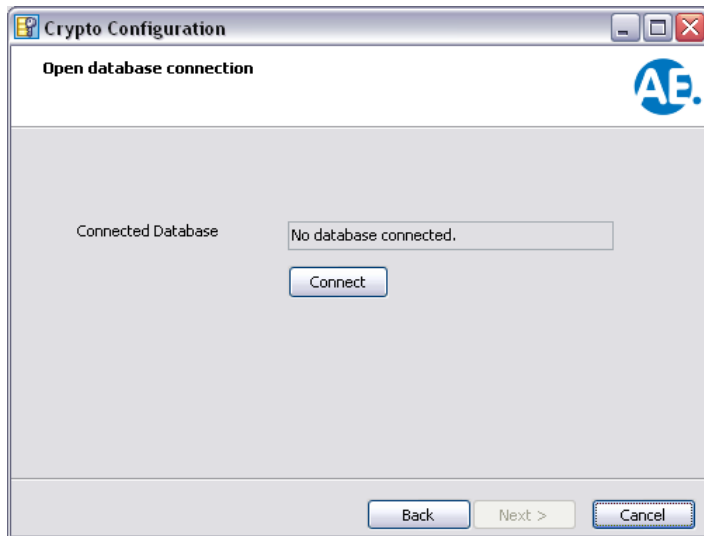 Crypto Configuration
Open database connection
AE.
Connected Database
No database connected.
Connect
Back
Next >
Cancel